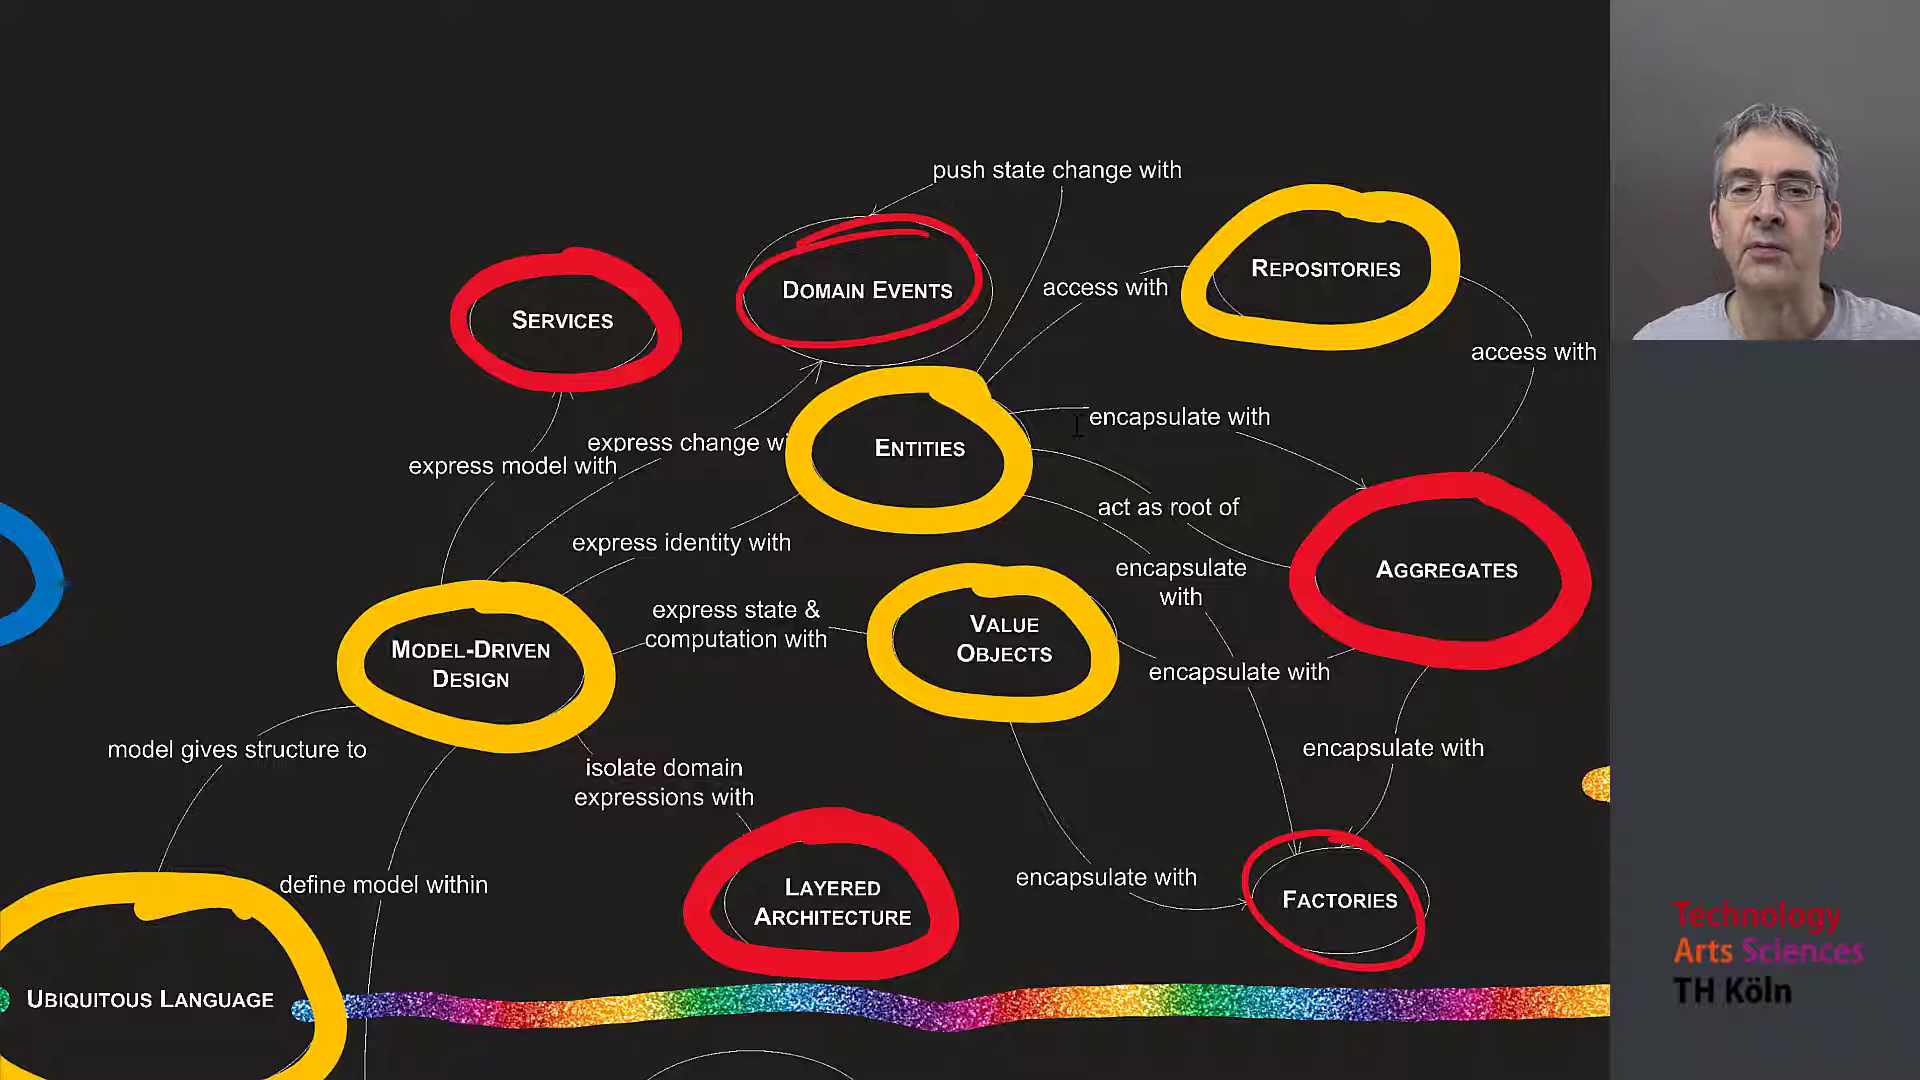 push state change with
REPOSITORIES
DOMAIN EVENTS
access with
SERVICES
access with
encapsulate with
express change wi
ENTITIES
express model with
act as root of
express identity with
encapsulate
with
AGGREGATES
express state &
computation with
VALUE
OBJECTS
MODEL-DRIVEN
DESIGN
encapsulate with
model gives structure to
encapsulate with
isolate domain
expressions with
define model within
encapsulate with
LAYERED
ARCHITECTURE
FACTORIES
UBIQUITOUS LANGUAGE
Technology
Arts Sciences
TH Köln